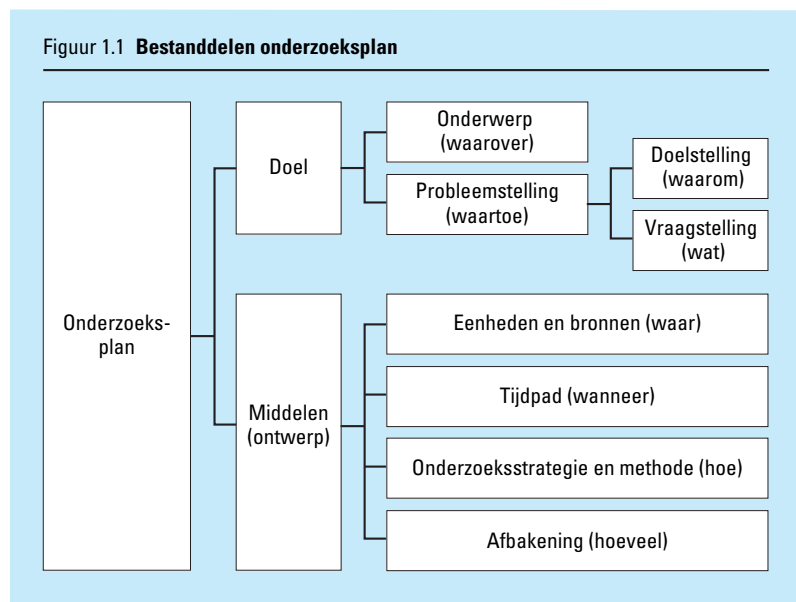 Figuur 1.1 Bestanddelen onderzoeksplan
Onderzoeks-
plan
Doel
Onderwerp
(waarover)
Probleemstelling
(waartoe)
Doelstelling
(waarom)
Vraagstelling
(wat)
Middelen
(ontwerp)
Eenheden en bronnen (waar)
Tijdpad (wanneer)
Onderzoeksstrategie en methode (hoe)
Afbakening (hoeveel)